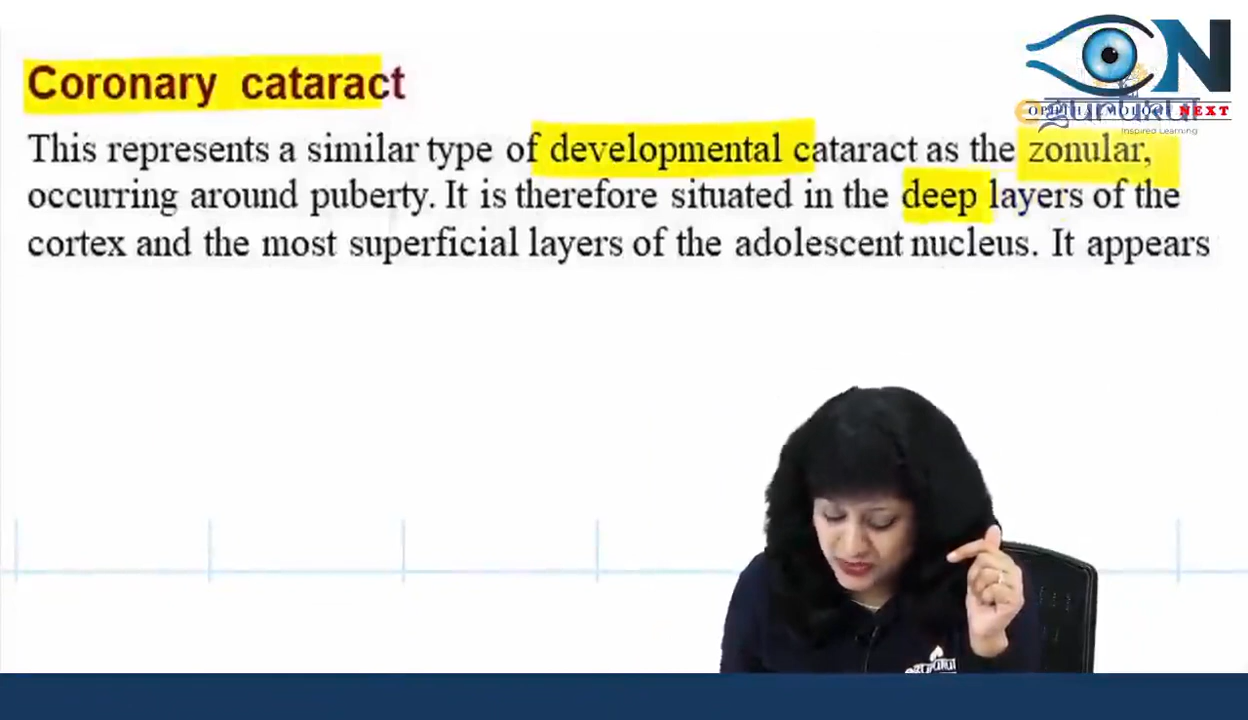 Coronary cataract
This represents a similar type of developmental cataract as the zonular,
occurring around puberty. It is therefore situated in the deep layers of the
cortex and the most superficial layers of the adolescent nucleus. It appears
ON
NEXT
Inspired Learning